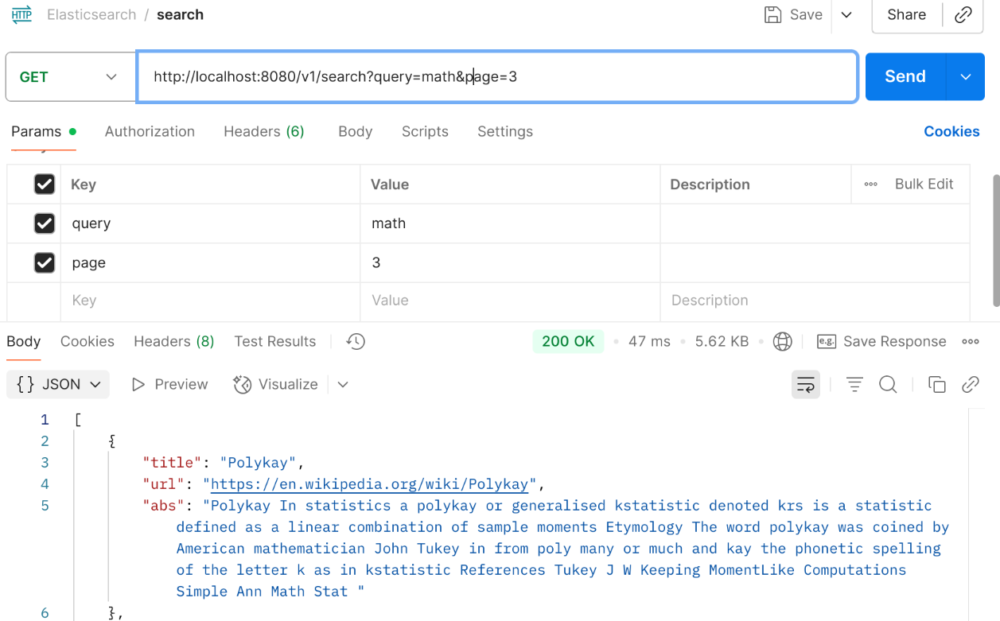 HTTP Elasticsearch / search Save Share
GET http://localhost:8080/v1/search?query=math&page=3 Send
Params Authorization Headers (6) Body Scripts Settings Cookies
Key Value Description Bulk Edit
query math
page 3
Key Value Description
Body Cookies Headers (8) Test Results 200 OK 47 ms 5.62 KB e.g. Save Response
{} JSON Preview Visualize
1 [
2 {
3 "title": "Polykay",
4 "url": "https://en.wikipedia.org/wiki/Polykay",
5 "abs": "Polykay In statistics a polykay or generalised kstatistic denoted krs is a statistic
defined as a linear combination of sample moments Etymology The word polykay was coined by
American mathematician John Tukey in from poly many or much and kay the phonetic spelling
of the letter k as in kstatistic References Tukey J W Keeping MomentLike Computations
Simple Ann Math Stat "
6 },